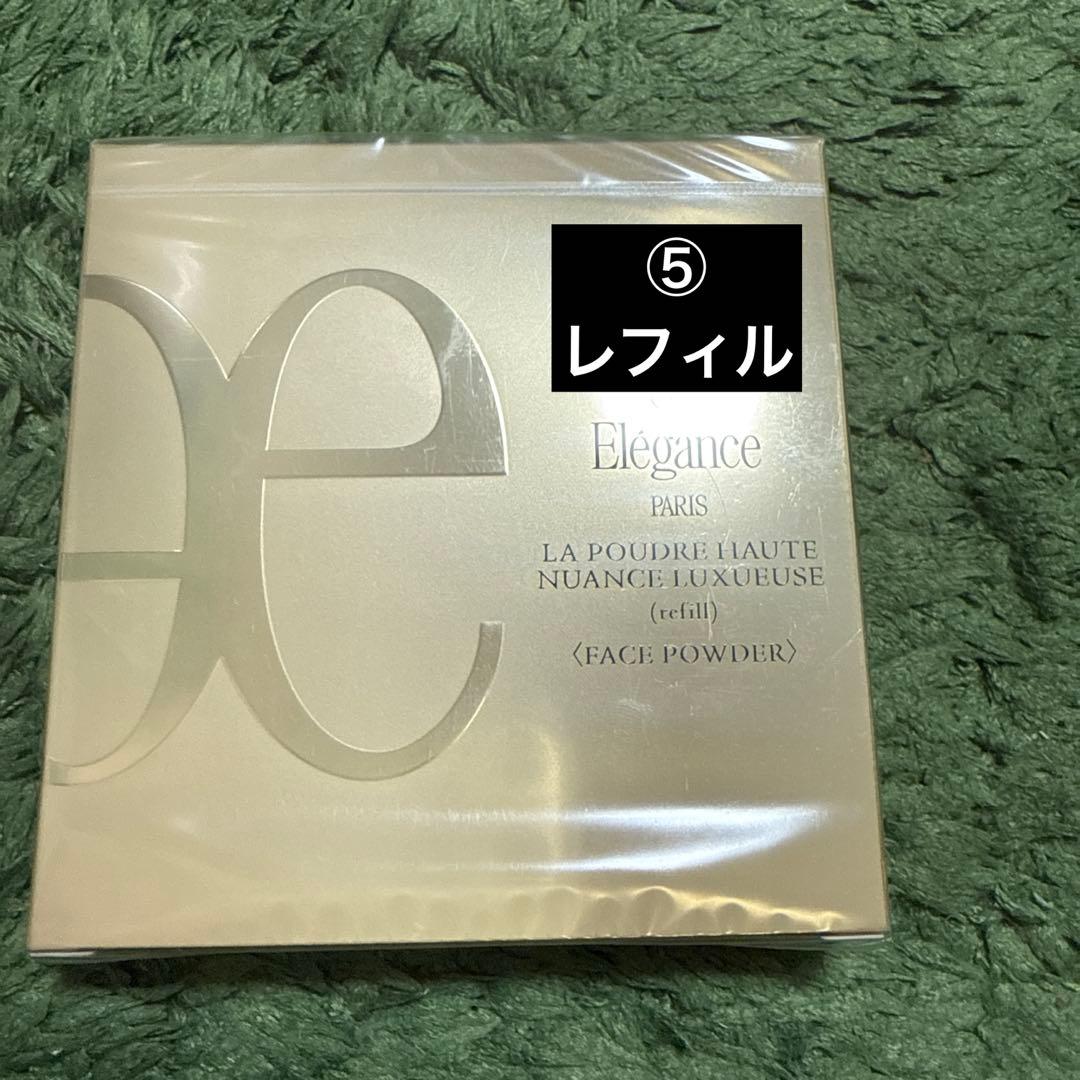 ⑤
レフィル
Elégance
PARIS
LA POUDRE HAUTE
NUANCE LUXUEUSE
(refill)
〈FACE POWDER〉